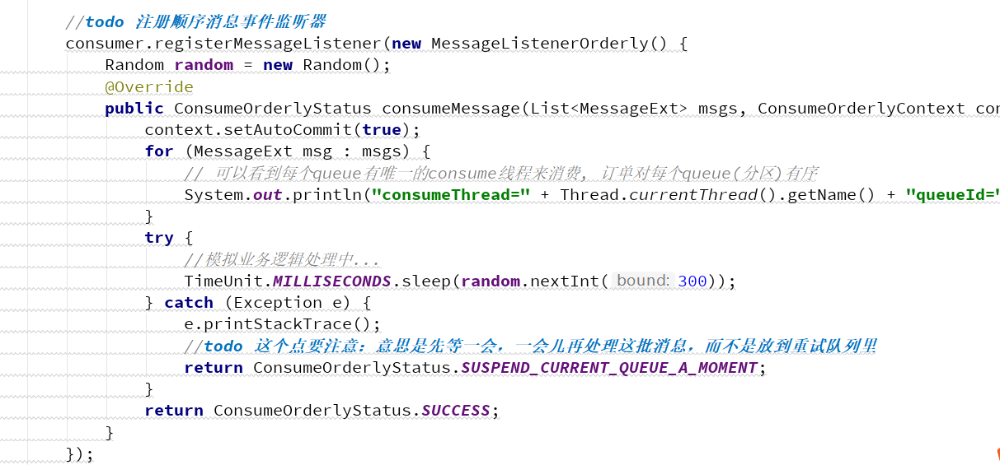 //todo 注册顺序消息事件监听器
consumer.registerMessageListener(new MessageListenerOrderly() {
Random random = new Random();
@Override
public ConsumeOrderlyStatus consumeMessage(List<MessageExt> msgs, ConsumeOrderlyContext con
context.setAutoCommit(true);
for (MessageExt msg : msgs) {
// 可以看到每个queue有唯一的consume线程来消费, 订单对每个queue(分区)有序
System.out.println("consumeThread=" + Thread.currentThread().getName() + "queueId="
}
try {
//模拟业务逻辑处理中...
TimeUnit.MILLISECONDS.sleep(random.nextInt( bound: 300));
} catch (Exception e) {
e.printStackTrace();
//todo 这个点要注意：意思是先等一会，一会儿再处理这批消息，而不是放到重试队列里
return ConsumeOrderlyStatus.SUSPEND_CURRENT_QUEUE_A_MOMENT;
}
return ConsumeOrderlyStatus.SUCCESS;
}
});